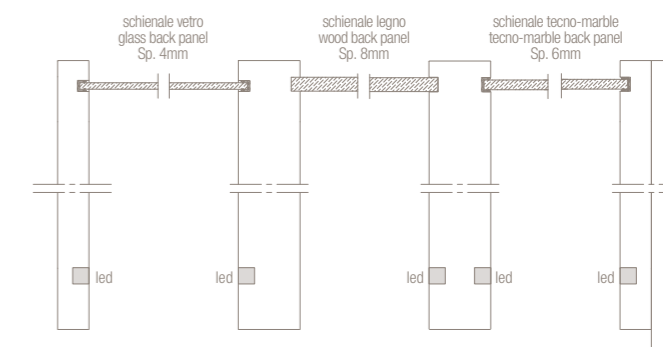 schienale vetro
glass back panel
Sp. 4mm
schienale legno
wood back panel
Sp. 8mm
schienale tecno-marble
tecno-marble back panel
Sp. 6mm
led
led
led
led
led